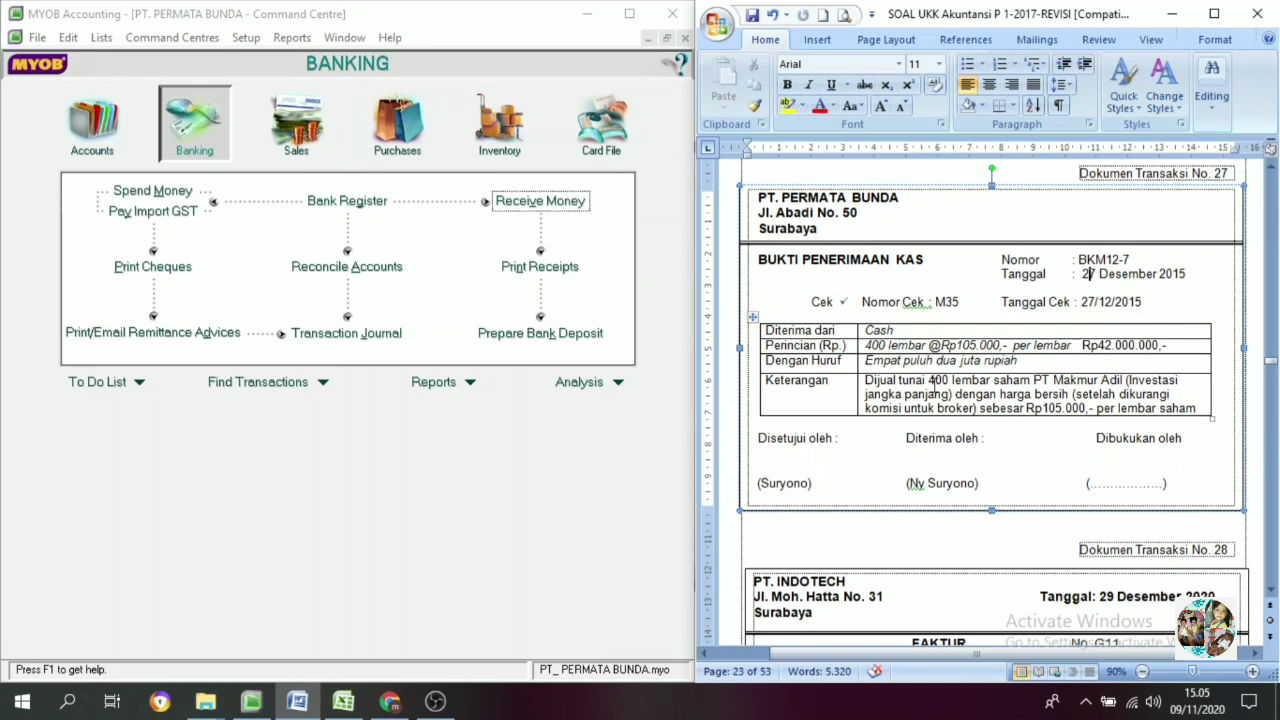 MYOB Accounting - [PT. PERMATA BUNDA - Command Centre]
File Edit Lists Command Centres Setup Reports Window Help
MYOB BANKING
Accounts Banking Sales Purchases Inventory Card File
Spend Money
Pay Import GST
Bank Register
Receive Money
Print Cheques
Reconcile Accounts
Print Receipts
Print/Email Remittance Advices
Transaction Journal
Prepare Bank Deposit
To Do List Find Transactions Reports Analysis
Press F1 to get help. PT_ PERMATA BUNDA.myo
SOAL UKK Akuntansi P 1-2017-REVISI [Compati...
Home Insert Page Layout References Mailings Review View Format
Paste
Arial 11
Quick Styles
Change Styles
Editing
Clipboard Font Paragraph Styles
Dokumen Transaksi No. 27
PT. PERMATA BUNDA
Jl. Abadi No. 50
Surabaya
BUKTI PENERIMAAN KAS Nomor : BKM12-7
Tanggal : 27 Desember 2015
Cek ✓ Nomor Cek : M35 Tanggal Cek : 27/12/2015
Diterima dari Cash
Perincian (Rp.) 400 lembar @Rp105.000,- per lembar Rp42.000.000,-
Dengan Huruf Empat puluh dua juta rupiah
Keterangan Dijual tunai 400 lembar saham PT Makmur Adil (Investasi
jangka panjang) dengan harga bersih (setelah dikurangi
komisi untuk broker) sebesar Rp105.000,- per lembar saham
Disetujui oleh : Diterima oleh : Dibukukan oleh
(Suryono) (Ny Suryono) (………………)
Dokumen Transaksi No. 28
PT. INDOTECH
Jl. Moh. Hatta No. 31 Tanggal: 29 Desember 2020
Surabaya
Activate Windows
Go to Settings to activate W
FAKTUR No. G11
Page: 23 of 53 Words: 5.320 90%
15.05
09/11/2020